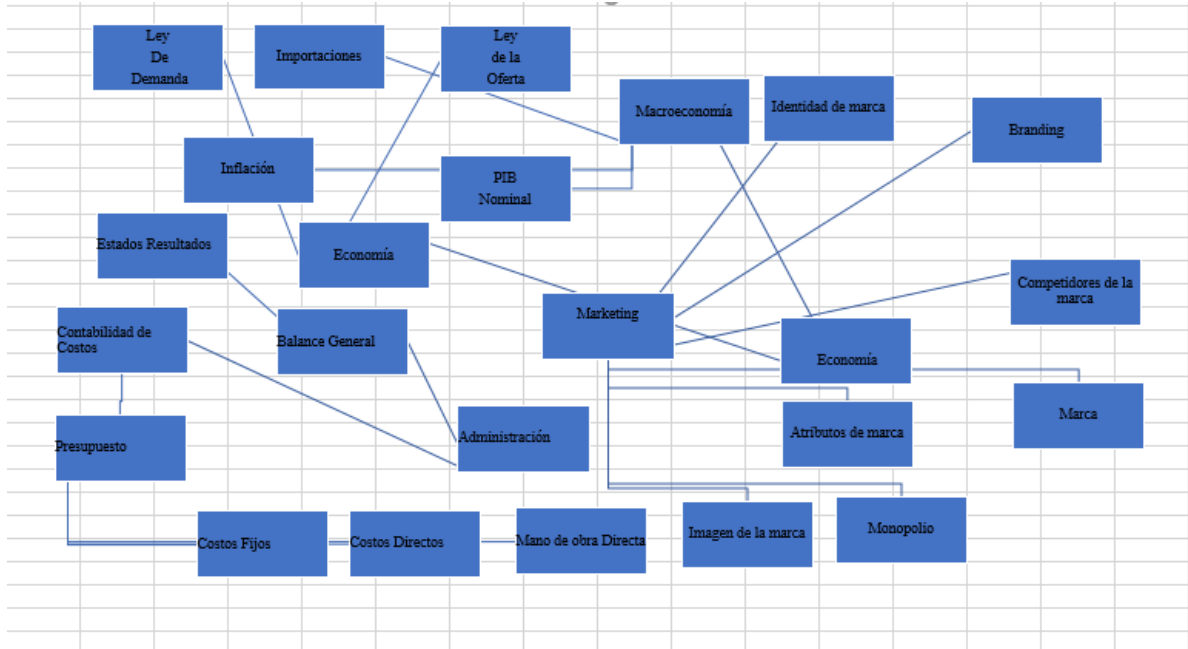 Ley
De
Demanda
Importaciones
Ley
de la
Oferta
Macroeconomía
Identidad de marca
Branding
Inflación
PIB
Nominal
Estados Resultados
Economía
Competidores de la
marca
Marketing
Contabilidad de
Costos
Balance General
Economía
Marca
Presupuesto
Administración
Atributos de marca
Costos Fijos
Costos Directos
Mano de obra Directa
Imagen de la marca
Monopolio